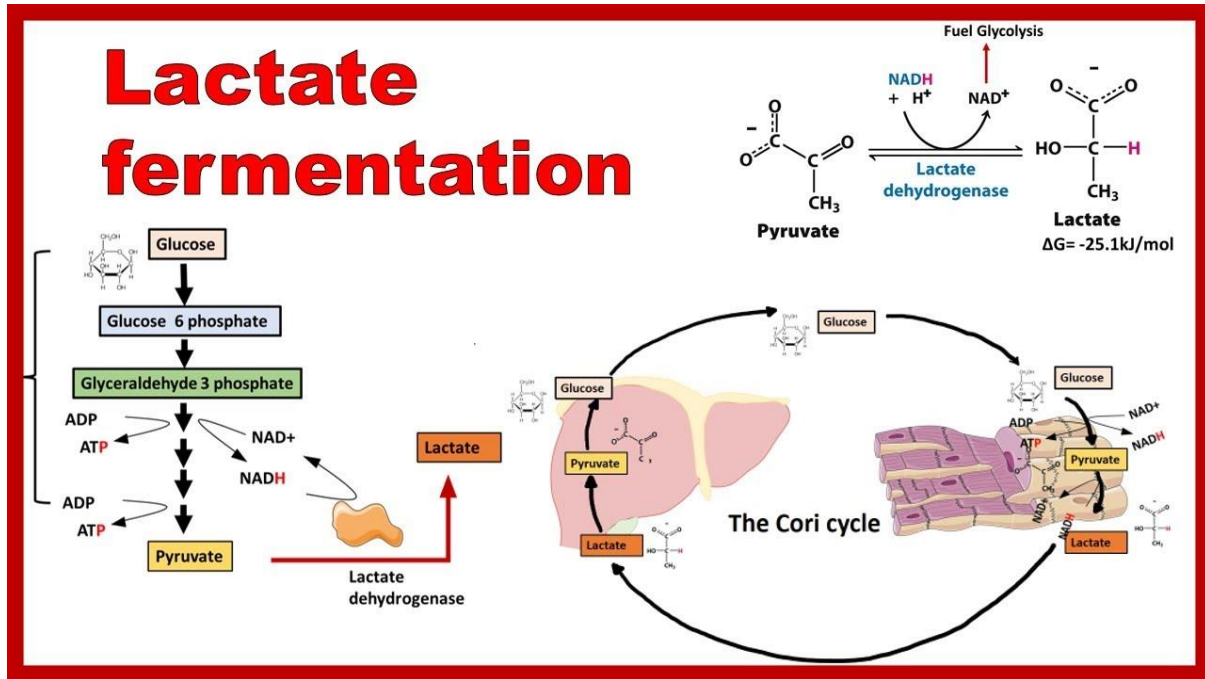 Lactate
fermentation
Fuel Glycolysis
NADH
+ H⁺
NAD⁺
Lactate
dehydrogenase
Pyruvate
Lactate
ΔG= -25.1kJ/mol
−
O
O
C
C
O
CH₃
−
O
O
C
HO
C
H
CH₃
Glucose
Glucose 6 phosphate
Glyceraldehyde 3 phosphate
ADP
ATP
NAD+
NADH
ADP
ATP
Pyruvate
Lactate
dehydrogenase
Lactate
Glucose
Glucose
Pyruvate
Lactate
The Cori cycle
Glucose
ADP
ATP
NAD+
NADH
Pyruvate
NAD+
NADH
Lactate